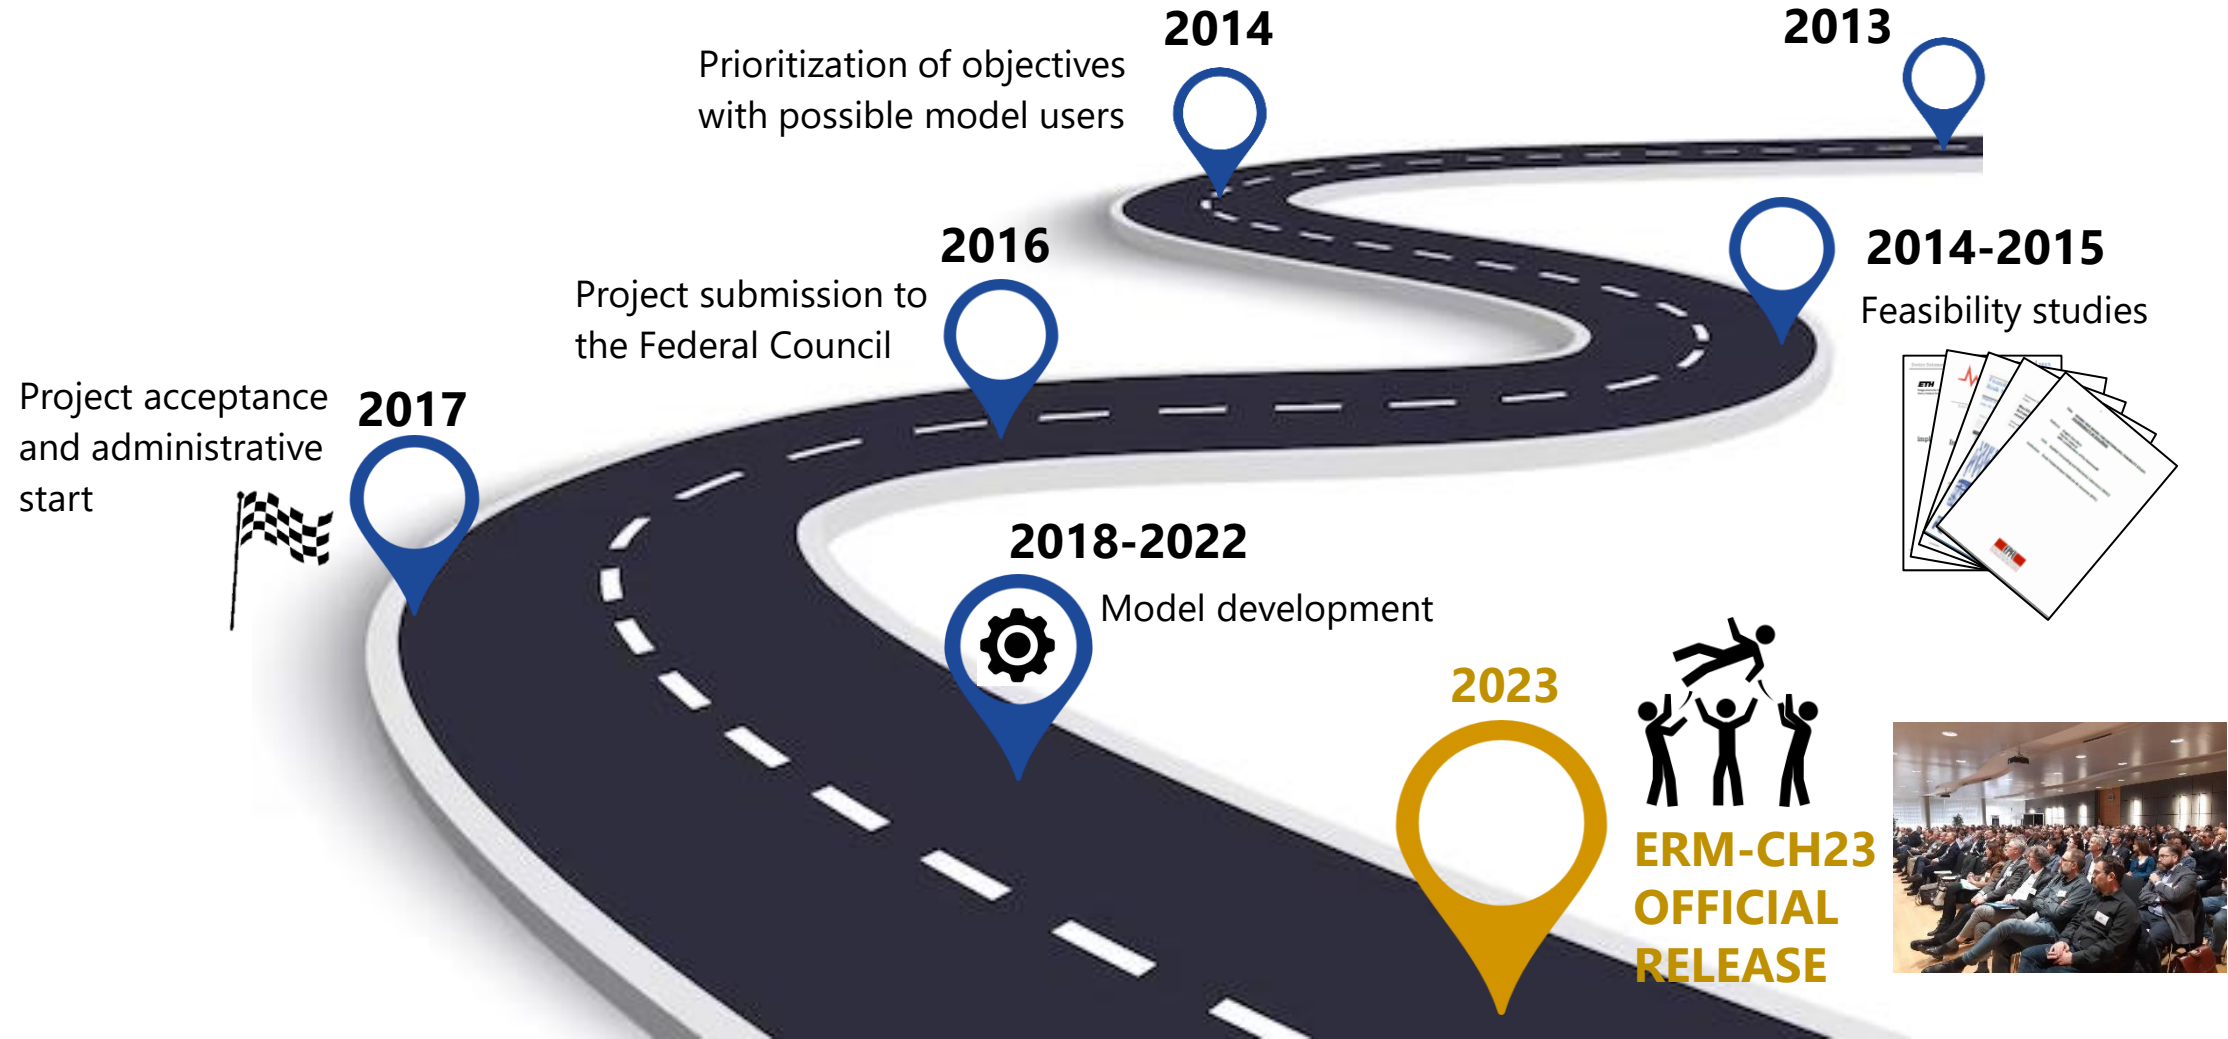 2013
2014
Prioritization of objectives
with possible model users
2014-2015
Feasibility studies
ETH
2016
Project submission to
the Federal Council
2017
Project acceptance
and administrative
start
2018-2022
Model development
2023
ERM-CH23
OFFICIAL
RELEASE